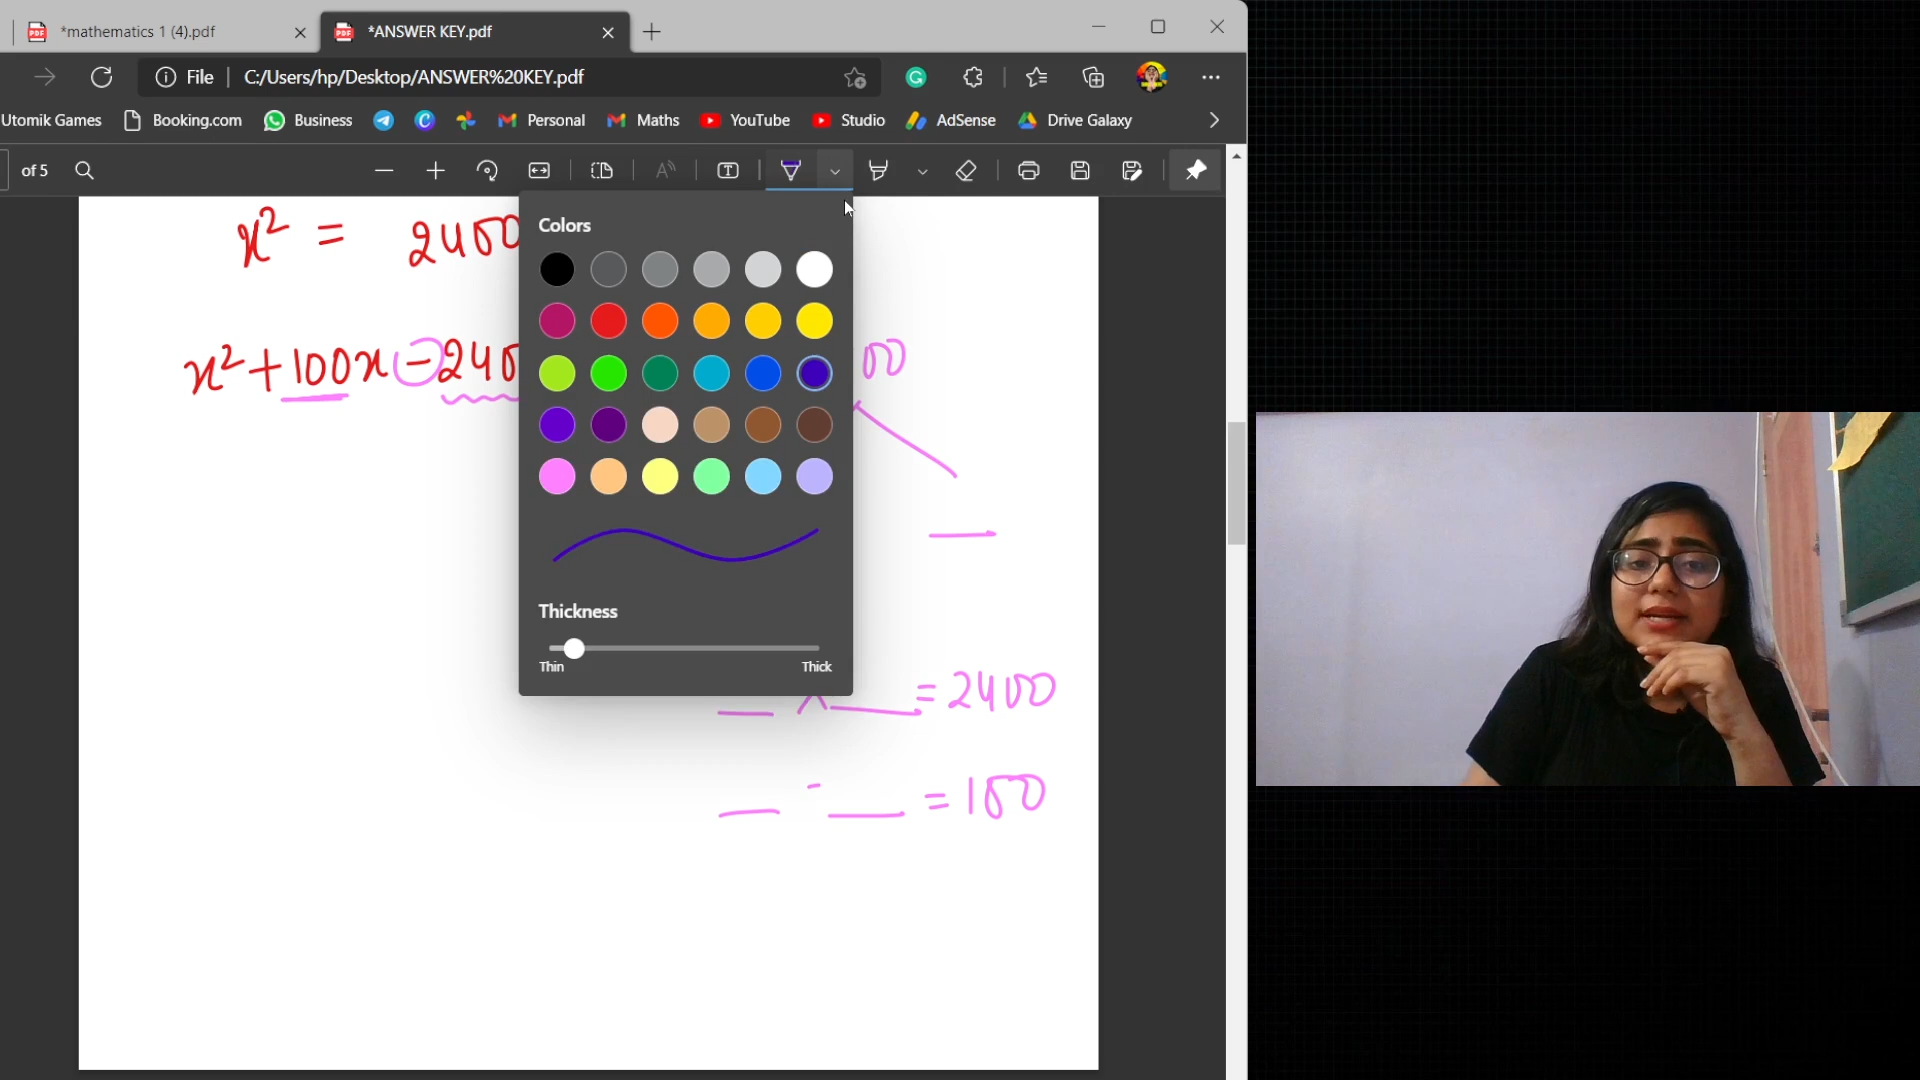 *mathematics 1 (4).pdf
*ANSWER KEY.pdf
File
C:/Users/hp/Desktop/ANSWER%20KEY.pdf
Utomik Games
Booking.com
Business
Personal
Maths
YouTube
Studio
AdSense
Drive Galaxy
of 5
Colors
x² = 2400
x² + 100x - 240
00
Thickness
Thin
Thick
= 2400
- = 100